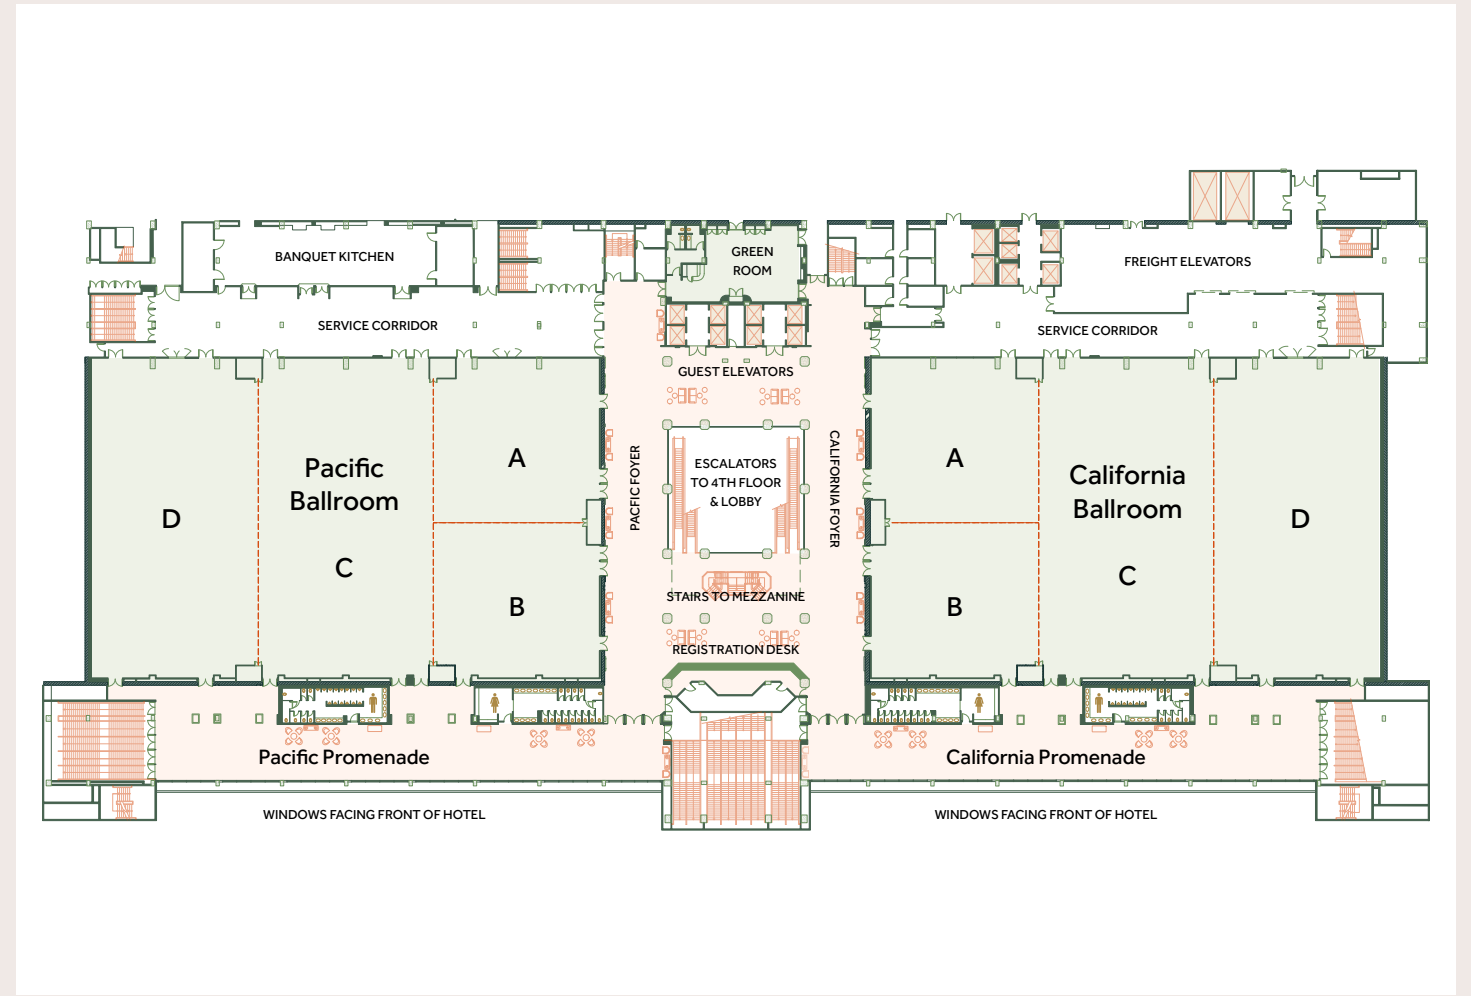 BANQUET KITCHEN
GREEN
ROOM
FREIGHT ELEVATORS
SERVICE CORRIDOR
SERVICE CORRIDOR
GUEST ELEVATORS
Pacific
Ballroom
A
B
C
D
PACFIC FOYER
ESCALATORS
TO 4TH FLOOR
& LOBBY
CALIFORNIA FOYER
A
B
California
Ballroom
C
D
STAIRS TO MEZZANINE
REGISTRATION DESK
Pacific Promenade
California Promenade
WINDOWS FACING FRONT OF HOTEL
WINDOWS FACING FRONT OF HOTEL